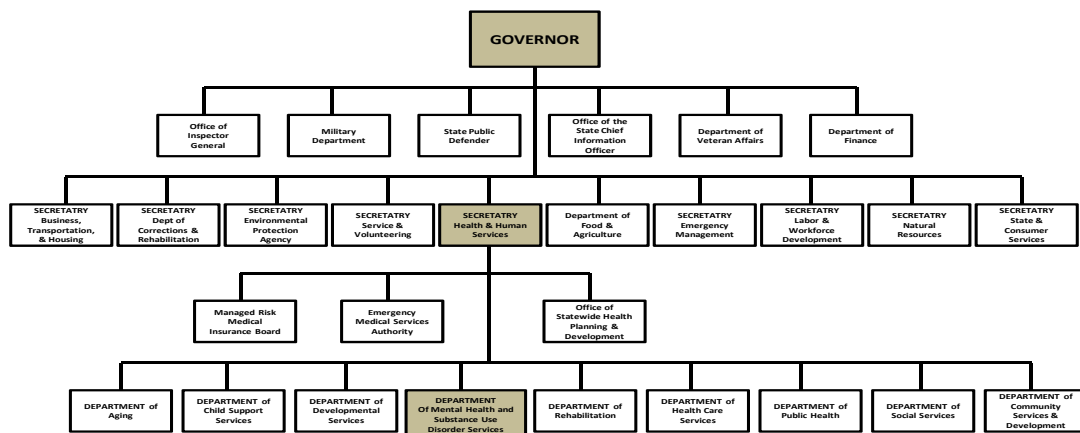 GOVERNOR
Office of
Inspector
General
Military
Department
State Public
Defender
Office of the
State Chief
Information
Officer
Department of
Veteran Affairs
Department of
Finance
SECRETATRY
Business,
Transportation,
& Housing
SECRETATRY
Dept of
Corrections &
Rehabilitation
SECRETATRY
Environmental
Protection
Agency
SECRETATRY
Service &
Volunteering
SECRETATRY
Health & Human
Services
Department of
Food &
Agriculture
SECRETATRY
Emergency
Management
SECRETATRY
Labor &
Workforce
Development
SECRETATRY
Natural
Resources
SECRETATRY
State &
Consumer
Services
Managed Risk
Medical
Insurance Board
Emergency
Medical Services
Authority
Office of
Statewide Health
Planning &
Development
DEPARTMENT of
Aging
DEPARTMENT of
Child Support
Services
DEPARTMENT of
Developmental
Services
DEPARTMENT
Of Mental Health and
Substance Use
Disorder Services
DEPARTMENT of
Rehabilitation
DEPARTMENT of
Health Care
Services
DEPARTMENT of
Public Health
DEPARTMENT of
Social Services
DEPARTMENT of
Community
Services &
Development